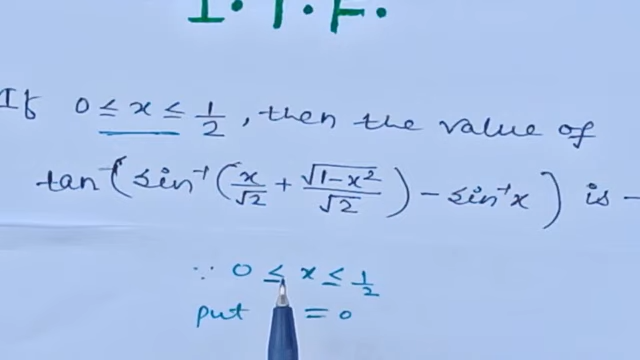 I.T.F.
If 0 ≤ x ≤ 1/2, then the value of
tan⁻¹(sin⁻¹(x/√2 + √(1-x²)/√2) - sin⁻¹x) is -
∵ 0 ≤ x ≤ 1/2
put = 0